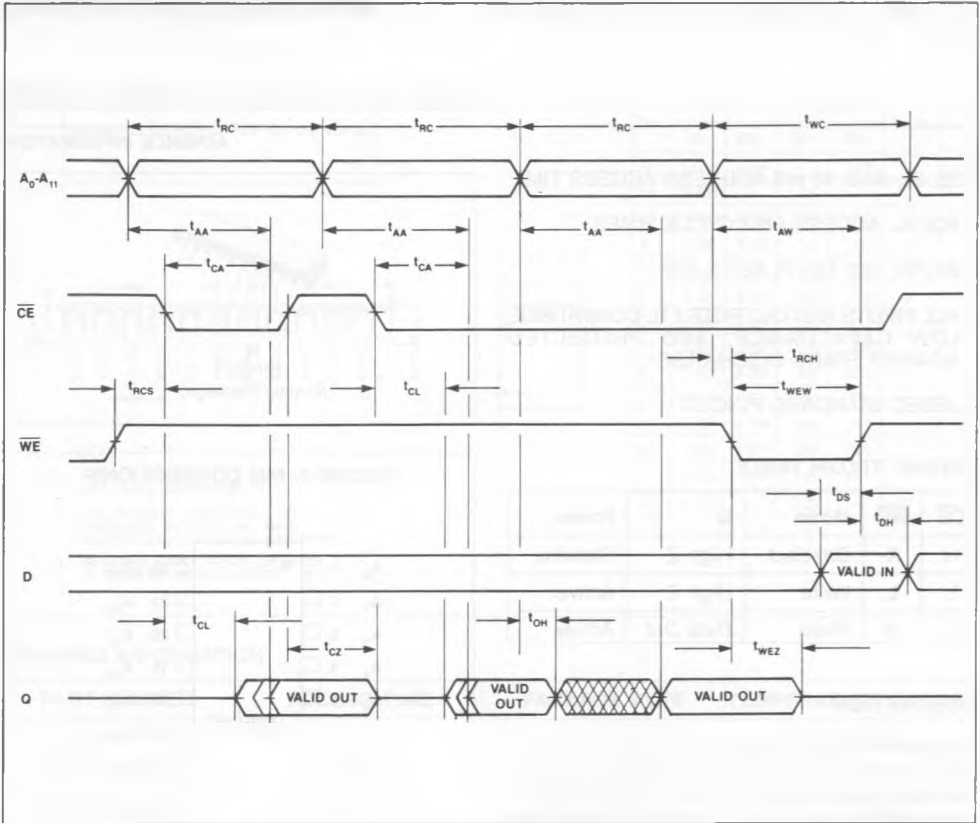 tRC tRC tRC tWC
A0-A11
tAA tAA tAA tAW
tCA tCA
CE
tRCH
tRCS tCL tWEW
WE
tDS
tDH
D VALID IN
tCL tOH
tCZ tWEZ
Q VALID OUT VALID OUT VALID OUT